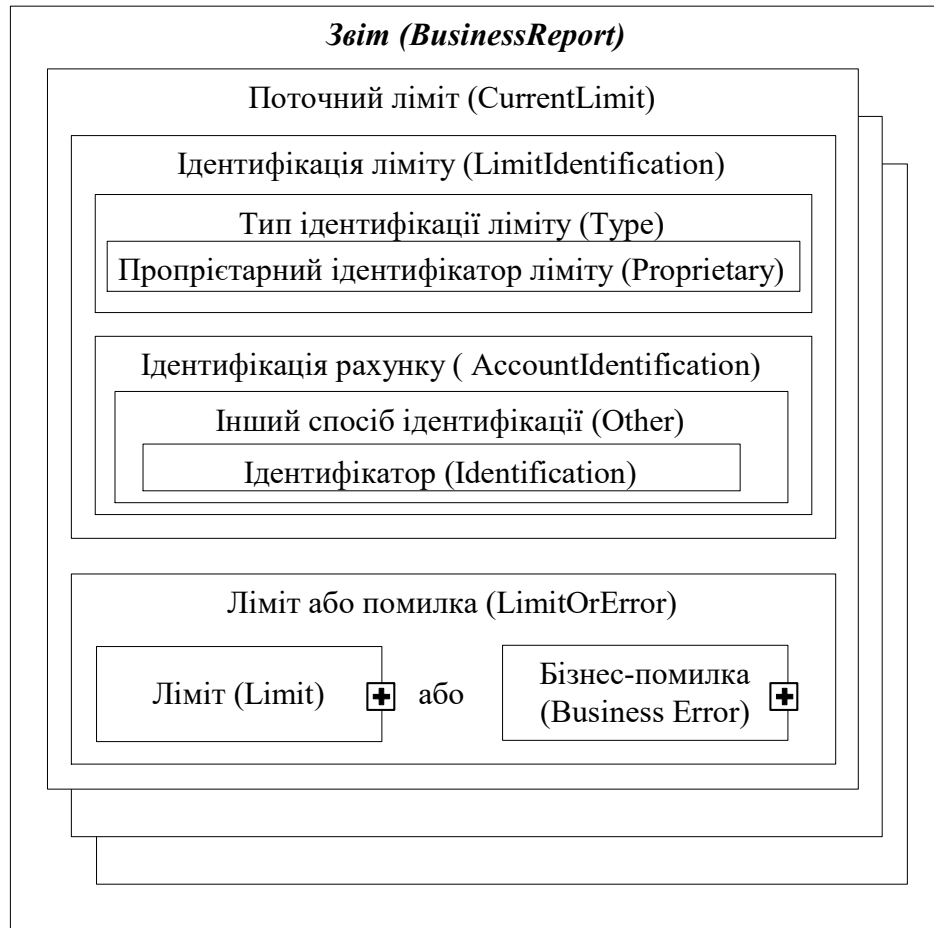 Звіт (BusinessReport)
Поточний ліміт (CurrentLimit)
Ідентифікація ліміту (LimitIdentification)
Тип ідентифікації ліміту (Type)
Пропрієтарний ідентифікатор ліміту (Proprietary)
Ідентифікація рахунку ( AccountIdentification)
Інший спосіб ідентифікації (Other)
Ідентифікатор (Identification)
Ліміт або помилка (LimitOrError)
Ліміт (Limit) або
Бізнес-помилка
(Business Error)